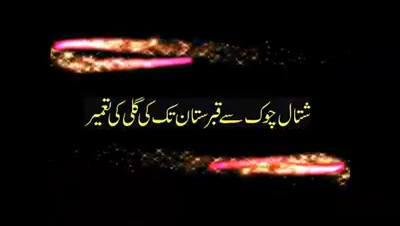 شتال چوک سے قبرستان تک کی گلی کی تعمیر